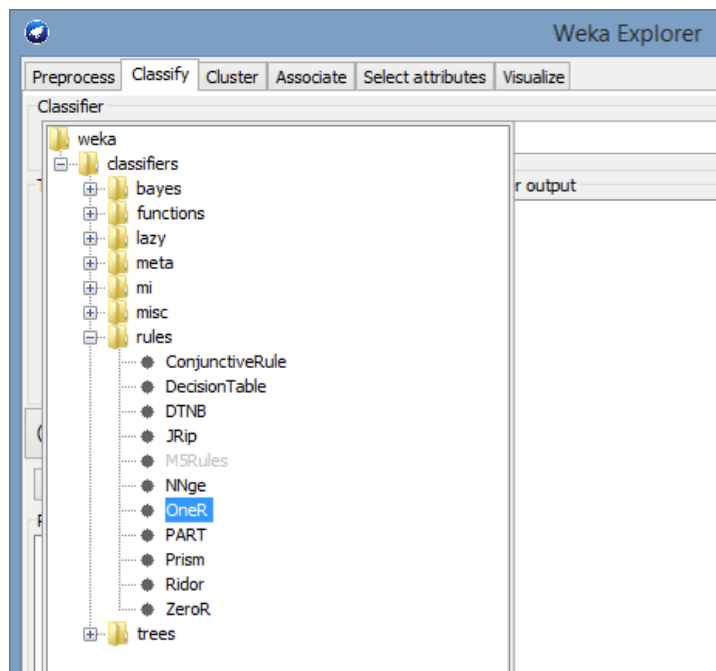 Weka Explorer
Preprocess Classify Cluster Associate Select attributes Visualize
Classifier
weka
classifiers
r output
bayes
functions
lazy
meta
mi
misc
rules
ConjunctiveRule
DecisionTable
DTNB
JRip
M5Rules
NNge
OneR
PART
Prism
Ridor
ZeroR
trees